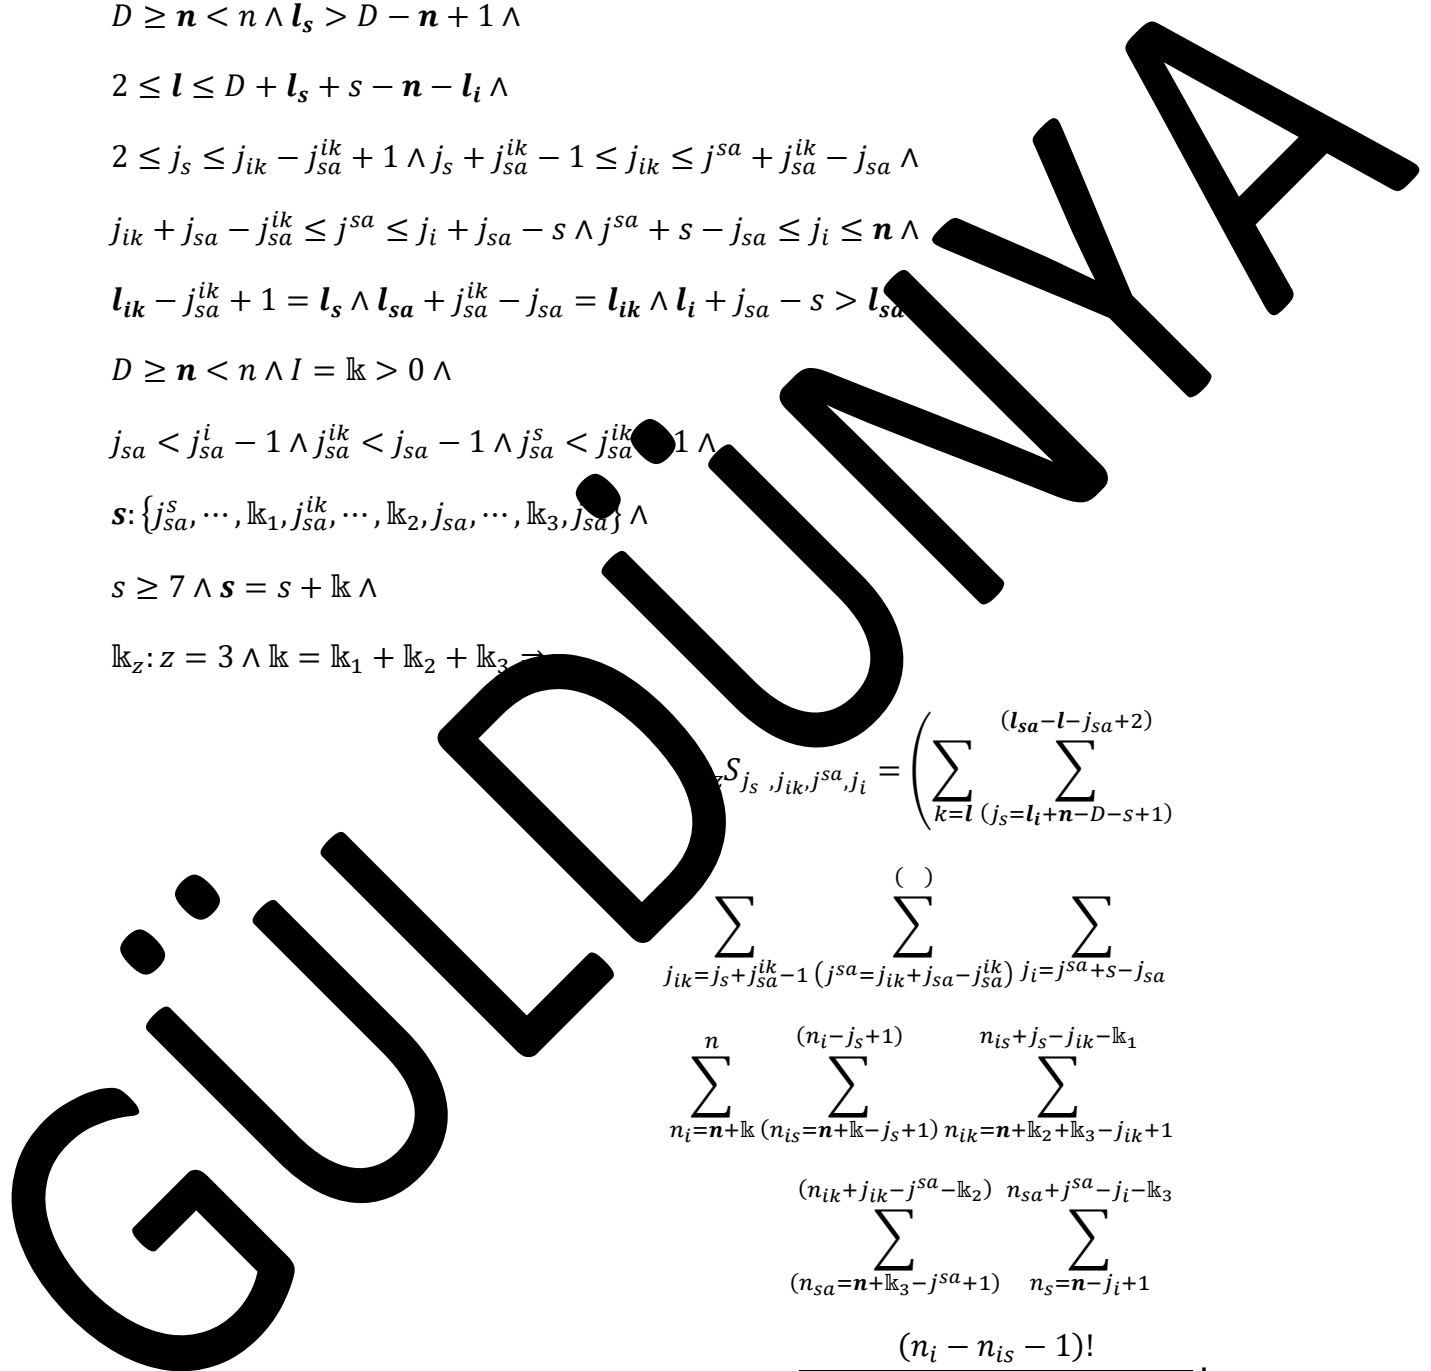 D ≥ 𝒏 < n ∧ 𝒍_𝒔 > D − 𝒏 + 1 ∧
2 ≤ 𝒍 ≤ D + 𝒍_𝒔 + s − 𝒏 − 𝒍_𝒊 ∧
2 ≤ j_s ≤ j_{ik} − j_{sa}^{ik} + 1 ∧ j_s + j_{sa}^{ik} − 1 ≤ j_{ik} ≤ j^{sa} + j_{sa}^{ik} − j_{sa} ∧
j_{ik} + j_{sa} − j_{sa}^{ik} ≤ j^{sa} ≤ j_i + j_{sa} − s ∧ j^{sa} + s − j_{sa} ≤ j_i ≤ 𝒏 ∧
𝒍_{𝒊𝒌} − j_{sa}^{ik} + 1 = 𝒍_𝒔 ∧ 𝒍_{𝒔𝒂} + j_{sa}^{ik} − j_{sa} = 𝒍_{𝒊𝒌} ∧ 𝒍_𝒊 + j_{sa} − s > 𝒍_{𝒔𝒂}
D ≥ 𝒏 < n ∧ I = 𝕜 > 0 ∧
j_{sa} < j_{sa}^{i} − 1 ∧ j_{sa}^{ik} < j_{sa} − 1 ∧ j_{sa}^{s} < j_{sa}^{ik} 1 ∧
𝒔: {j_{sa}^{s}, ⋯, 𝕜_1, j_{sa}^{ik}, ⋯, 𝕜_2, j_{sa}, ⋯, 𝕜_3, j_{sa}} ∧
s ≥ 7 ∧ 𝒔 = s + 𝕜 ∧
𝕜_z: z = 3 ∧ 𝕜 = 𝕜_1 + 𝕜_2 + 𝕜_3 ⇒
_z S_{j_s ,j_{ik},j^{sa},j_i} = ( ∑_{k=𝒍} ∑_{(j_s=𝒍_𝒊+𝒏−D−s+1)}^{(𝒍_{𝒔𝒂}−𝒍−j_{sa}+2)}
∑_{j_{ik}=j_s+j_{sa}^{ik}−1} ∑_{(j^{sa}=j_{ik}+j_{sa}−j_{sa}^{ik})}^{( )} ∑_{j_i=j^{sa}+s−j_{sa}}
∑_{n_i=𝒏+𝕜}^{n} ∑_{(n_{is}=𝒏+𝕜−j_s+1)}^{(n_i−j_s+1)} ∑_{n_{ik}=𝒏+𝕜_2+𝕜_3−j_{ik}+1}^{n_{is}+j_s−j_{ik}−𝕜_1}
∑_{(n_{sa}=𝒏+𝕜_3−j^{sa}+1)}^{(n_{ik}+j_{ik}−j^{sa}−𝕜_2)} ∑_{n_s=𝒏−j_i+1}^{n_{sa}+j^{sa}−j_i−𝕜_3}
(n_i − n_{is} − 1)!
GÜLDÜNYA